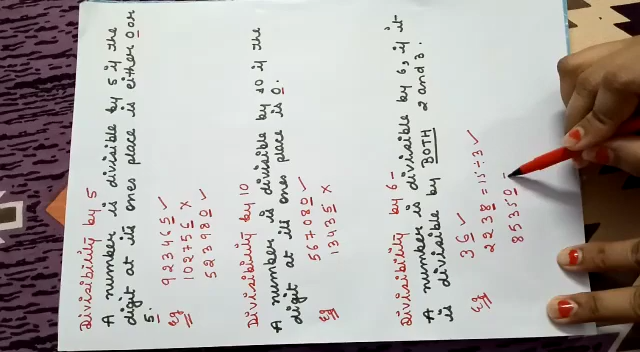 Divisibility by 5
A number is divisible by 5 if the
digit at its ones place is either 0 or
5.
Eg 923465 ✓
102756 ×
523980 ✓
Divisibility by 10
A number is divisible by 10 if the
digit at its ones place is 0.
Eg 567080 ✓
13435 ×
Divisibility by 6-
A number is divisible by 6, if it
is divisible by BOTH 2 and 3.
Eg 36 ✓
2238 = 15÷3 ✓
85350 -